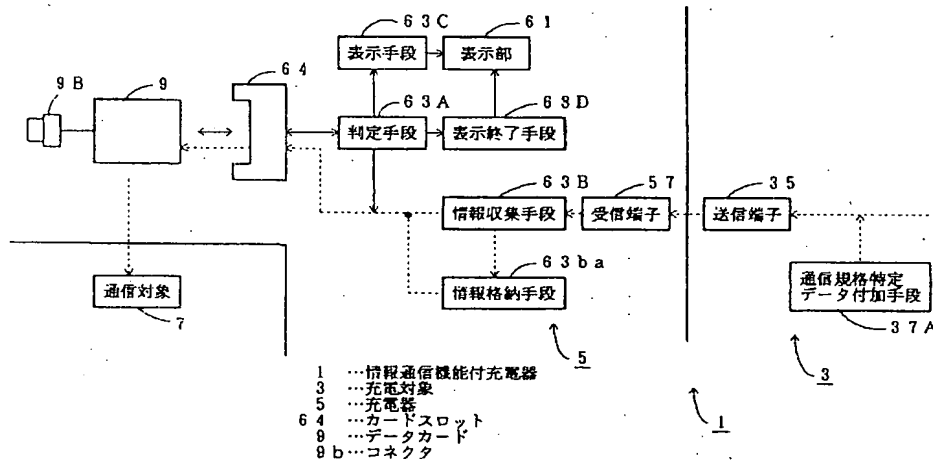 63C
61
表示手段
表示部
64
9
9B
63A
63D
判定手段
表示終了手段
63B
57
35
情報収集手段
受信端子
送信端子
63ba
通信対象
情報格納手段
通信規格特定
データ付加手段
7
37A
5
3
1
1 …情報通信機能付充電器
3 …充電対象
5 …充電器
64 …カードスロット
9 …データカード
9b…コネクタ